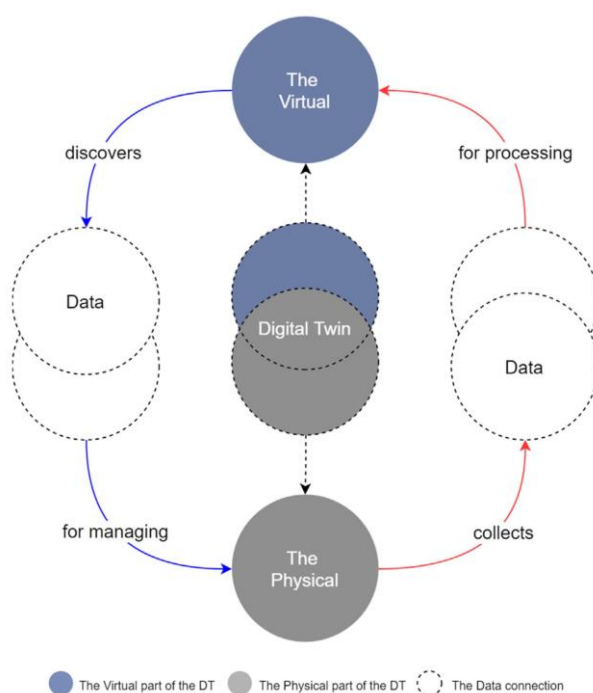 The
Virtual
discovers
for processing
Data
Digital Twin
Data
for managing
collects
The
Physical
The Virtual part of the DT
The Physical part of the DT
The Data connection